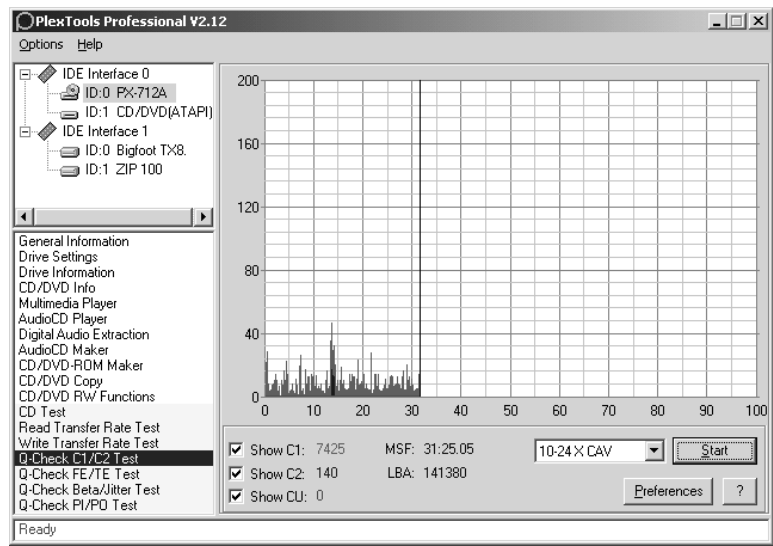 PlexTools Professional V2.12
Options Help
IDE Interface 0
ID:0 PX-712A
ID:1 CD/DVD(ATAPI)
IDE Interface 1
ID:0 Bigfoot TX8.
ID:1 ZIP 100
General Information
Drive Settings
Drive Information
CD/DVD Info
Multimedia Player
AudioCD Player
Digital Audio Extraction
AudioCD Maker
CD/DVD-ROM Maker
CD/DVD Copy
CD/DVD RW Functions
CD Test
Read Transfer Rate Test
Write Transfer Rate Test
Q-Check C1/C2 Test
Q-Check FE/TE Test
Q-Check Beta/Jitter Test
Q-Check PI/PO Test
200
160
120
80
40
0
0 10 20 30 40 50 60 70 80 90 100
Show C1: 7425 MSF: 31:25.05 10-24 X CAV Start
Show C2: 140 LBA: 141380
Show CU: 0 Preferences ?
Ready